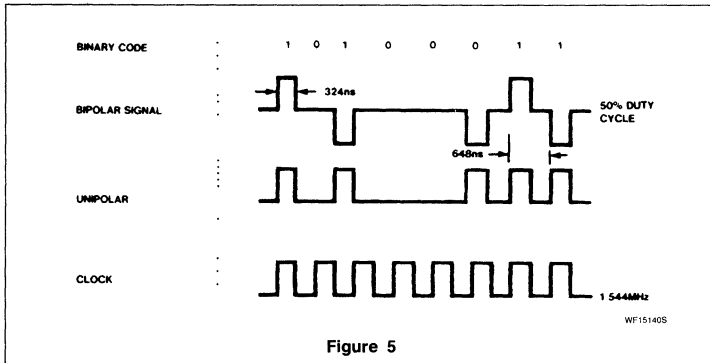 BINARY CODE 1 0 1 0 0 0 1 1
324ns
BIPOLAR SIGNAL
50% DUTY
CYCLE
648ns
UNIPOLAR
CLOCK
1 544MHz
WF15140S
Figure 5